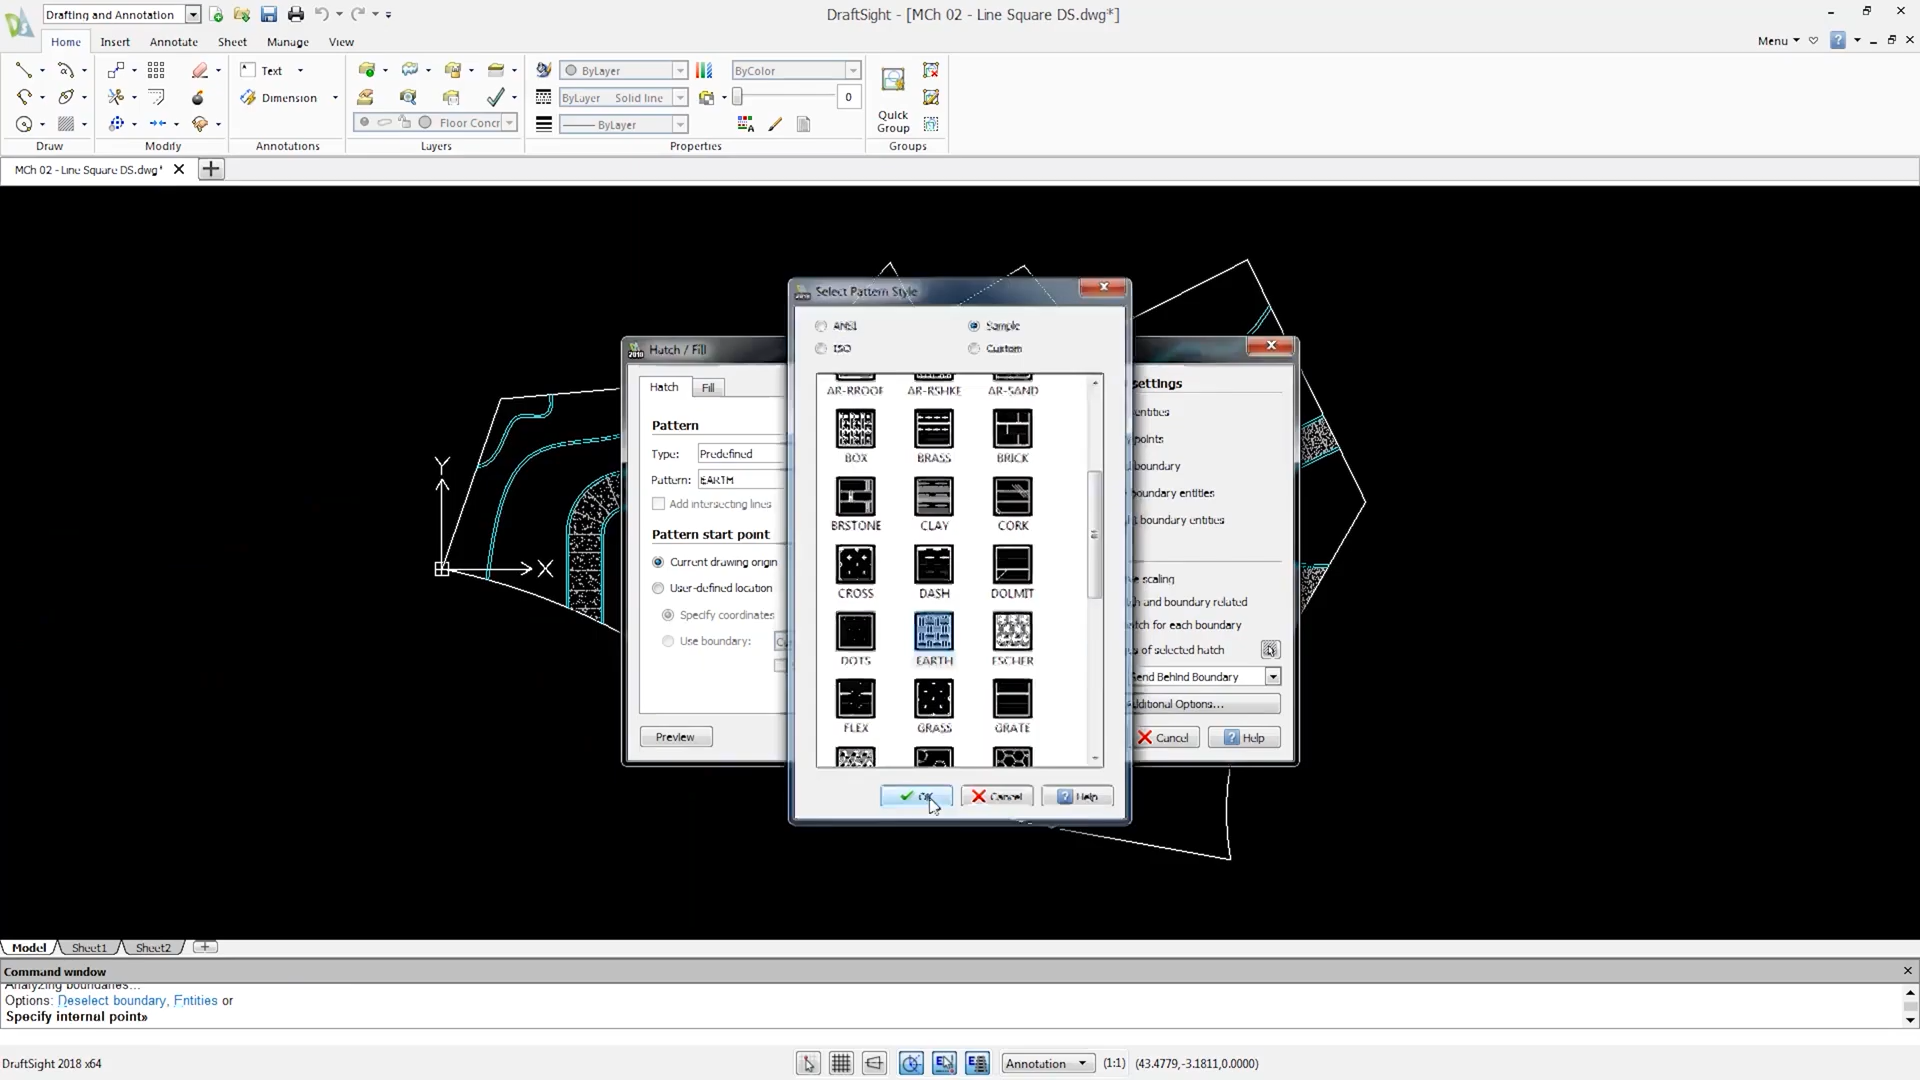 Drafting and Annotation
DraftSight - [MCh 02 - Line Square DS.dwg*]
Home Insert Annotate Sheet Manage View
Menu
Text
ByLayer
ByColor
Dimension
ByLayer Solid line
0
Floor Concr
ByLayer
Quick
Group
Draw Modify Annotations Layers Properties Groups
MCh 02 - Line Square DS.dwg*
Select Pattern Style
ANSI Sample
ISO Custom
AR-RROOF AR-RSHKE AR-SAND
BOX BRASS BRICK
BRSTONE CLAY CORK
CROSS DASH DOLMIT
DOTS EARTH ESCHER
FLEX GRASS GRATE
OK Cancel Help
Hatch / Fill
Hatch Fill
Pattern
Type: Predefined
Pattern: EARTH
Add intersecting lines
Pattern start point
Current drawing origin
User-defined location
Specify coordinates
Use boundary:
Preview
settings
entities
points
boundary
boundary entities
boundary entities
scaling
and boundary related
for each boundary
of selected hatch
Send Behind Boundary
Additional Options...
Cancel Help
Y
X
Model Sheet1 Sheet2
Command window
Analyzing boundaries...
Options: Deselect boundary, Entities or
Specify internal point»
DraftSight 2018 x64
Annotation (1:1) (43.4779,-3.1811,0.0000)